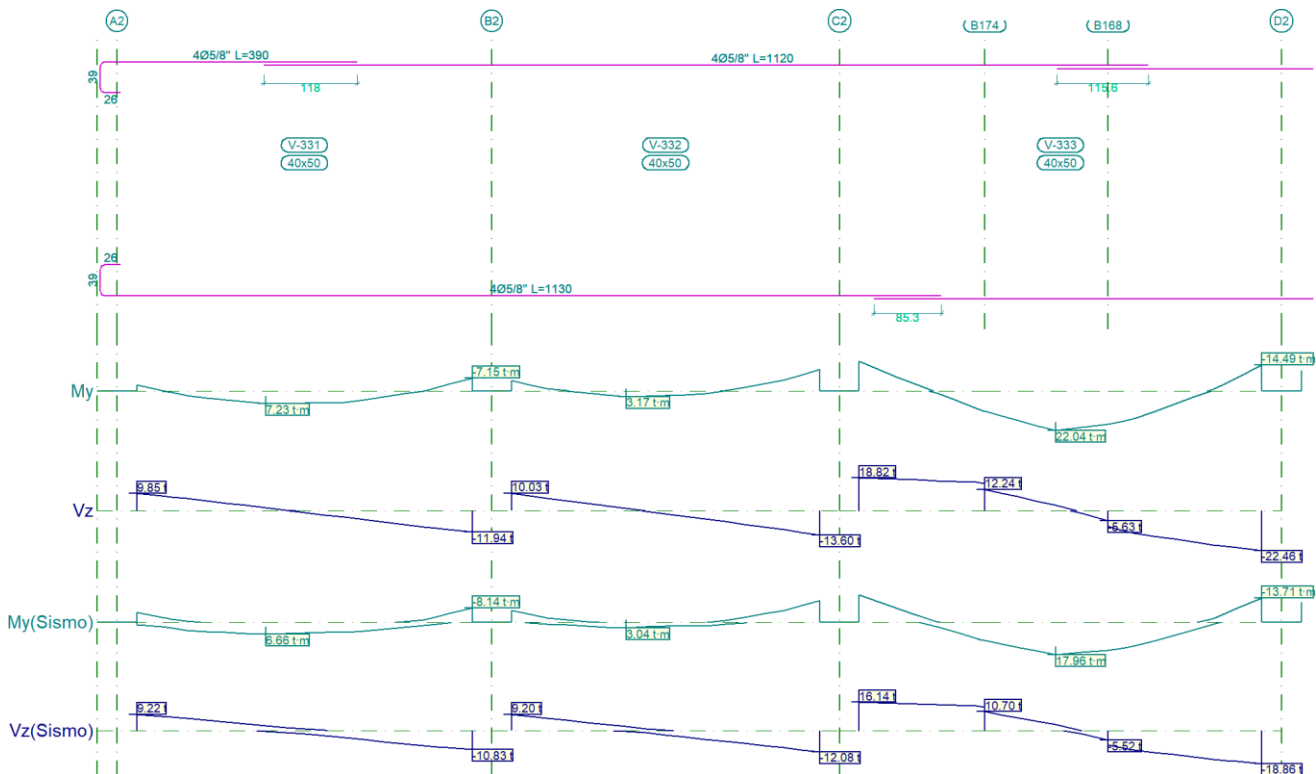 A2 B2 C2 B174 B168 D2
4Ø5/8" L=390 4Ø5/8" L=1120
39
26
118 115.6
V-331 V-332 V-333
40x50 40x50 40x50
26
39
4Ø5/8" L=1130
85.3
My 7.23 t·m -7.15 t·m 3.17 t·m 22.04 t·m -14.49 t·m
Vz 9.85 t -11.94 t 10.03 t -13.60 t 18.82 t 12.24 t -5.63 t -22.46 t
My(Sismo) 6.66 t·m -8.14 t·m 3.04 t·m 17.96 t·m -13.71 t·m
Vz(Sismo) 9.22 t -10.83 t 9.20 t -12.08 t 16.14 t 10.70 t -5.52 t -18.86 t